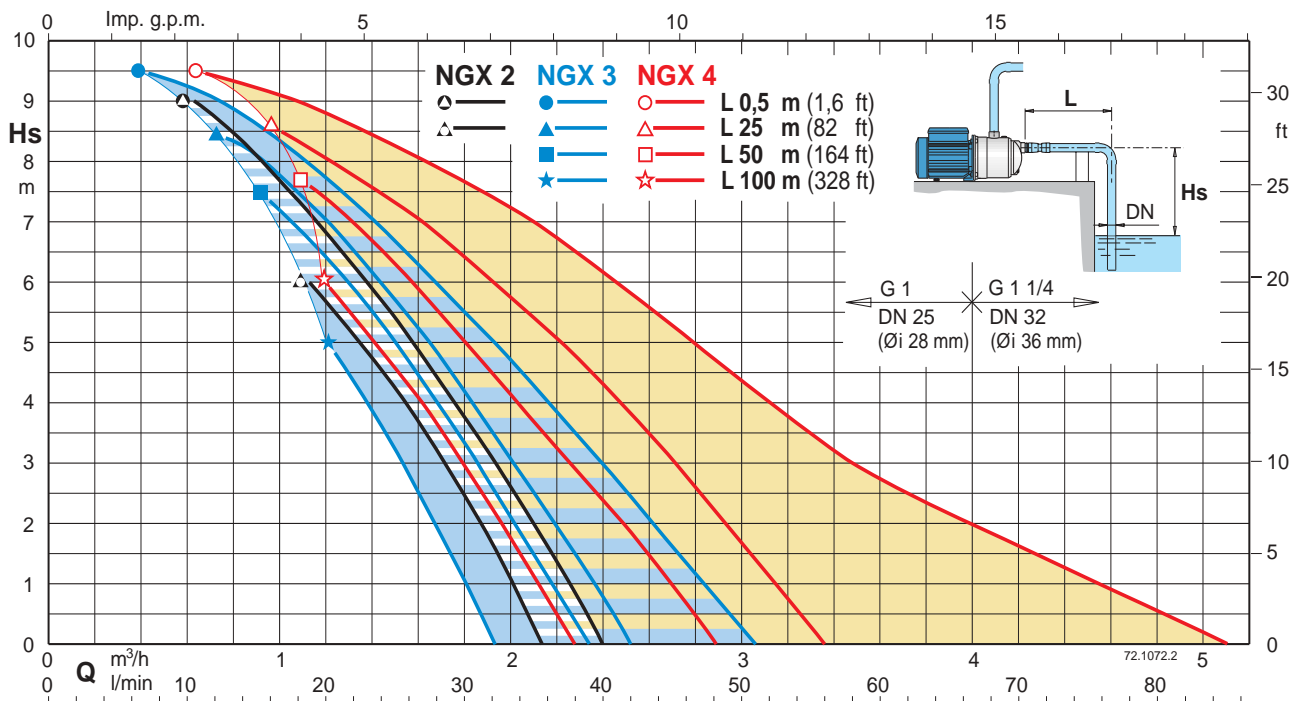 0 Imp. g.p.m. 5 10 15
10
9
Hs
8
m
7
6
5
4
3
2
1
0
NGX 2 NGX 3 NGX 4
L 0,5 m (1,6 ft)
L 25 m (82 ft)
L 50 m (164 ft)
L 100 m (328 ft)
L
Hs
DN
G 1 G 1 1/4
DN 25 DN 32
(Øi 28 mm) (Øi 36 mm)
30
ft
25
20
15
10
5
0
72.1072.2
0 Q m³/h 1 2 3 4 5
0 l/min 10 20 30 40 50 60 70 80